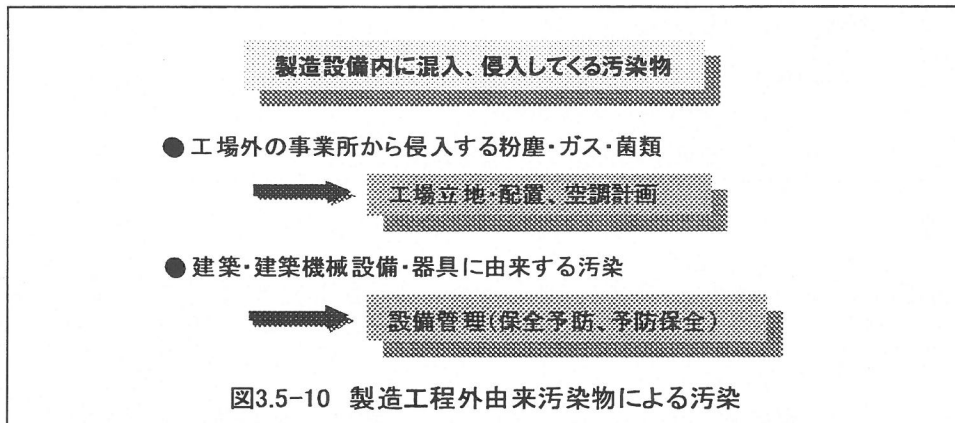 製造設備内に混入、侵入してくる汚染物
●工場外の事業所から侵入する粉塵・ガス・菌類
工場立地・配置、空調計画
●建築・建築機械設備・器具に由来する汚染
設備管理(保全予防、予防保全)
図3.5-10 製造工程外由来汚染物による汚染